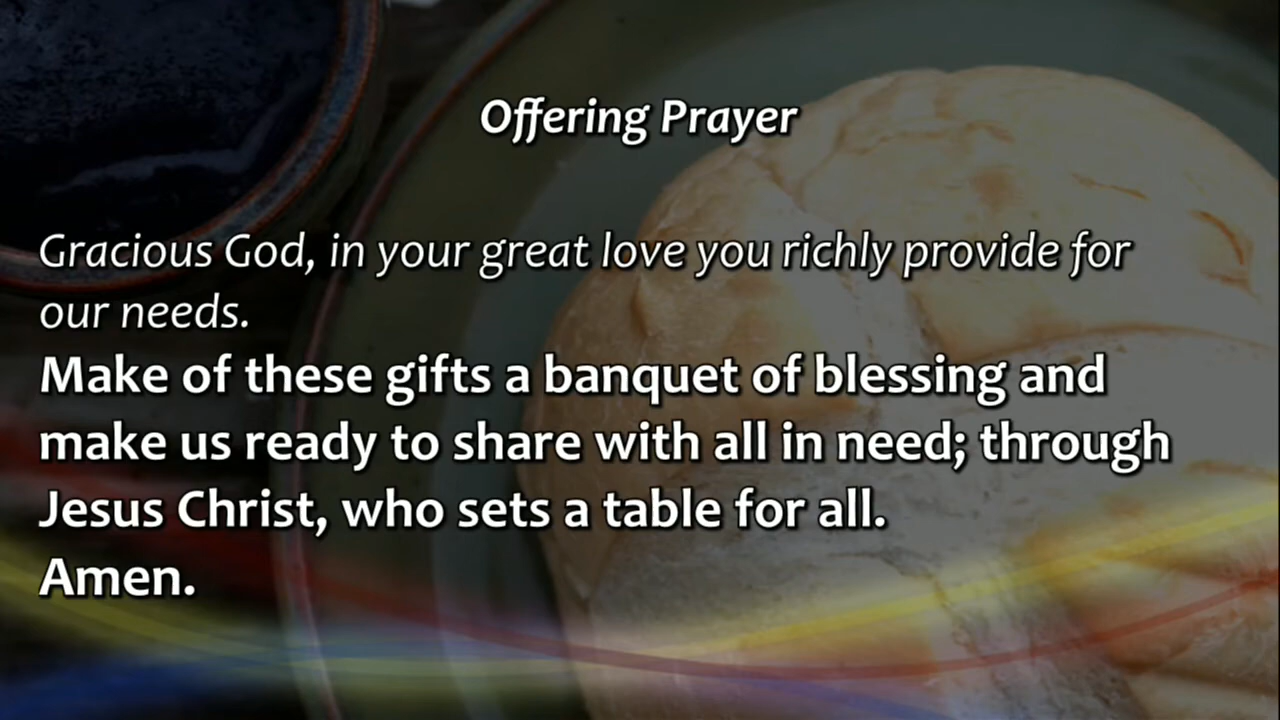 Offering Prayer
Gracious God, in your great love you richly provide for
our needs.
Make of these gifts a banquet of blessing and
make us ready to share with all in need; through
Jesus Christ, who sets a table for all.
Amen.